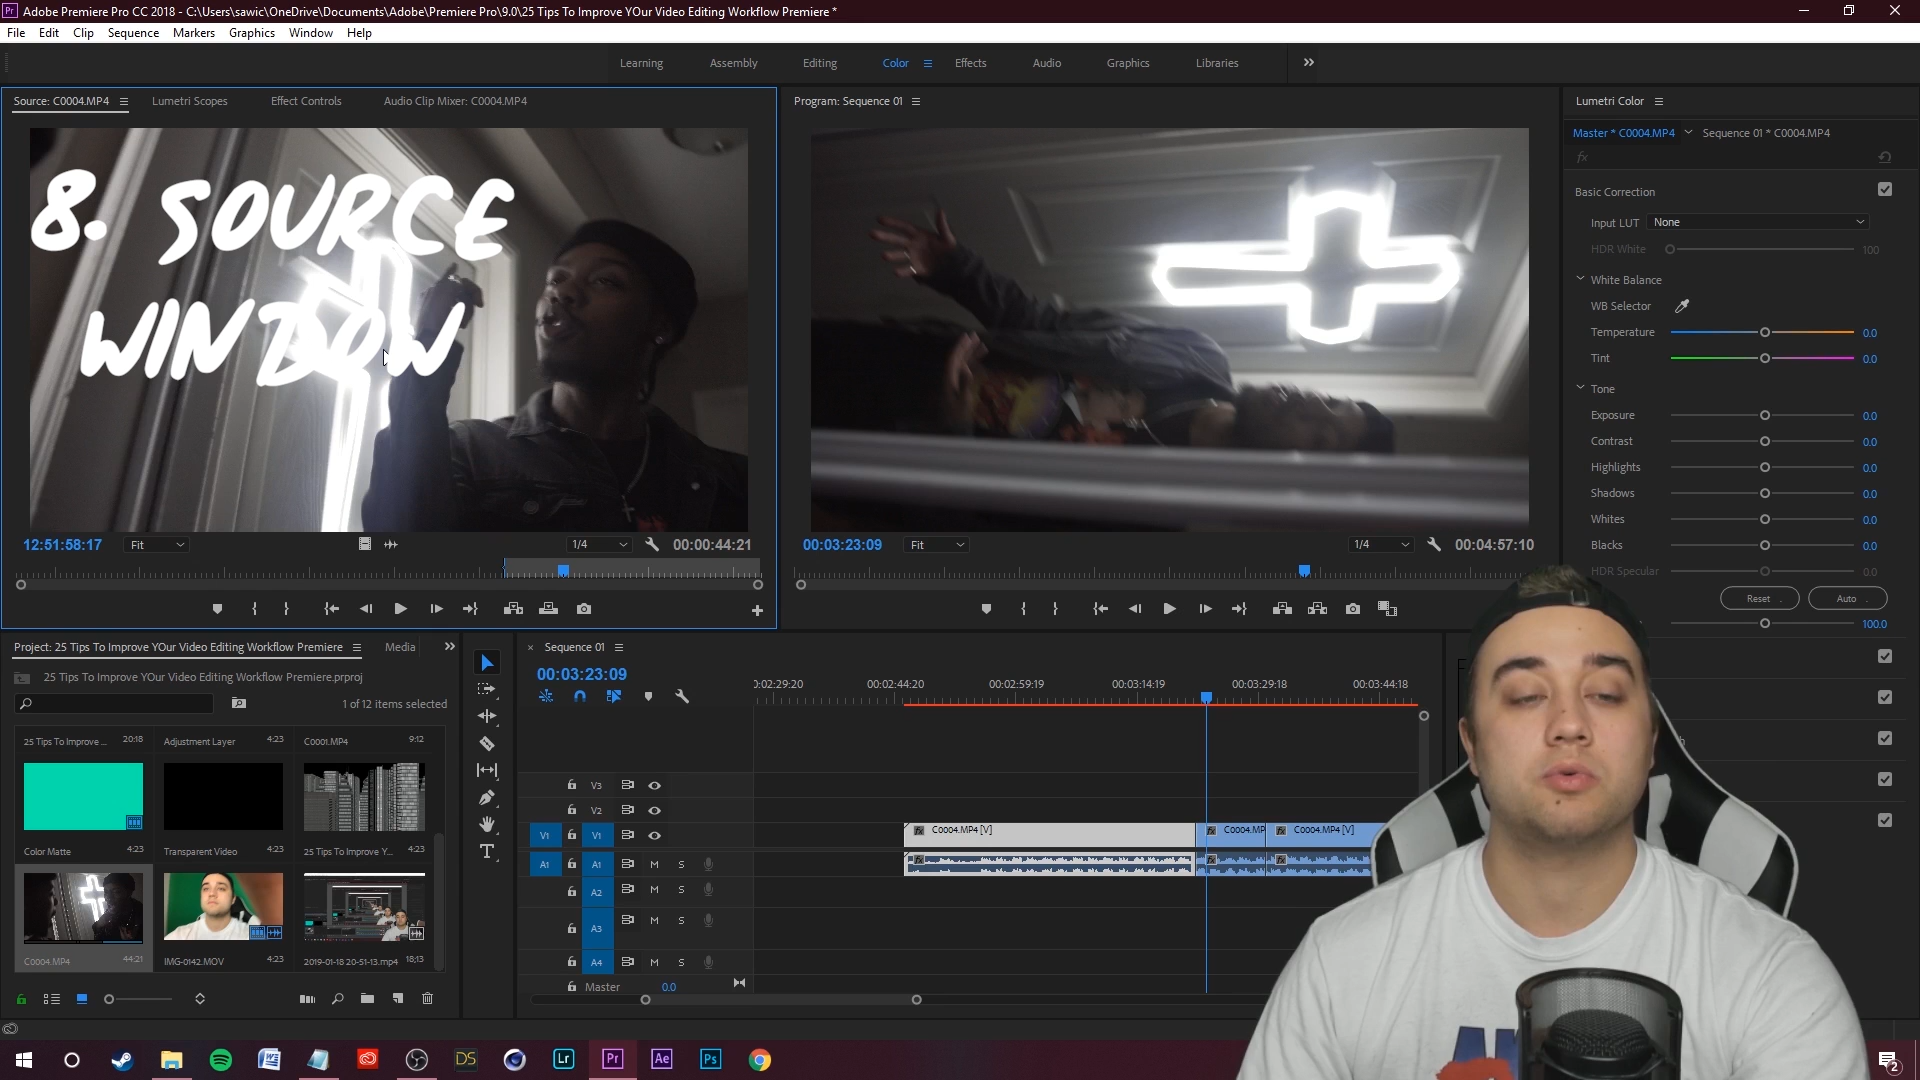 Adobe Premiere Pro CC 2018 - C:\Users\sawic\OneDrive\Documents\Adobe\Premiere Pro\9.0\25 Tips To Improve YOur Video Editing Workflow Premiere *
File Edit Clip Sequence Markers Graphics Window Help
Learning Assembly Editing Color Effects Audio Graphics Libraries
Source: C0004.MP4 Lumetri Scopes Effect Controls Audio Clip Mixer: C0004.MP4
8. SOURCE
WINDOW
12:51:58:17 Fit 1/4 00:00:44:21
Program: Sequence 01
00:03:23:09 Fit 1/4 00:04:57:10
Lumetri Color
Master * C0004.MP4 Sequence 01 * C0004.MP4
fx
Basic Correction
Input LUT None
HDR White 100
White Balance
WB Selector
Temperature 0.0
Tint 0.0
Tone
Exposure 0.0
Contrast 0.0
Highlights 0.0
Shadows 0.0
Whites 0.0
Blacks 0.0
HDR Specular 0.0
Reset Auto
100.0
Project: 25 Tips To Improve YOur Video Editing Workflow Premiere Media
25 Tips To Improve YOur Video Editing Workflow Premiere.prproj
1 of 12 items selected
25 Tips To Improve ... 20:18 Adjustment Layer 4:23 C0001.MP4 9:12
Color Matte 4:23 Transparent Video 4:23 25 Tips To Improve Y... 4:23
C0004.MP4 44:21 IMG-0142.MOV 4:23 2019-01-18 20-51-13.mp4 18;13
Sequence 01
00:03:23:09
0:02:29:20 00:02:44:20 00:02:59:19 00:03:14:19 00:03:29:18 00:03:44:18
V3
V2
V1 V1 C0004.MP4 [V] C0004.MP C0004.MP4 [V]
A1 A1 M S
A2 M S
A3 M S
A4 M S
Master 0.0
DS Lr Pr Ae Ps 2